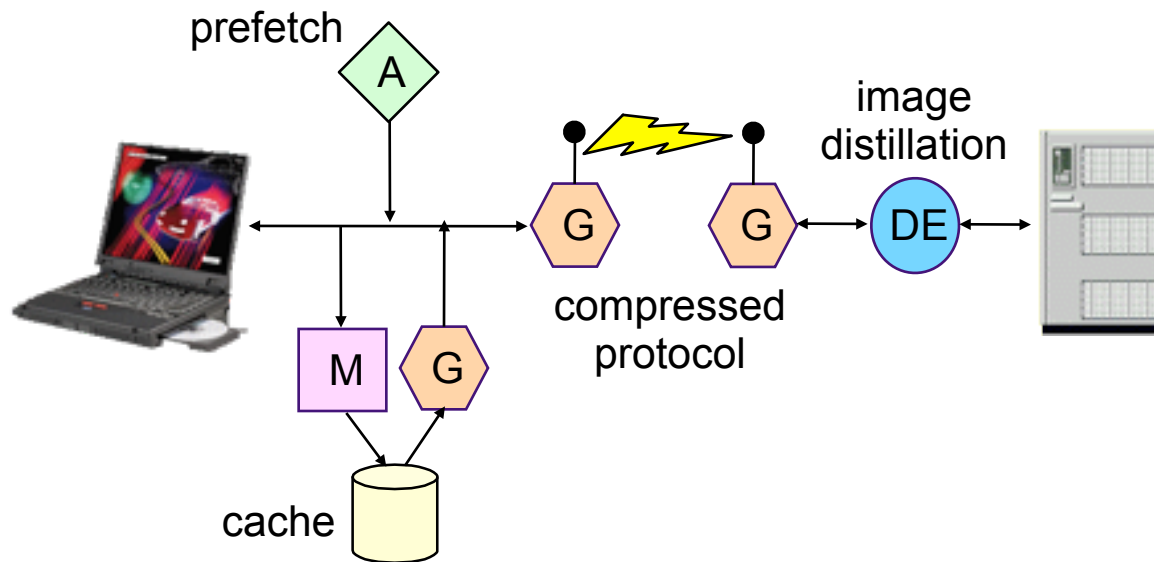 prefetch
A
image
distillation
G
G
DE
compressed
protocol
M
G
cache